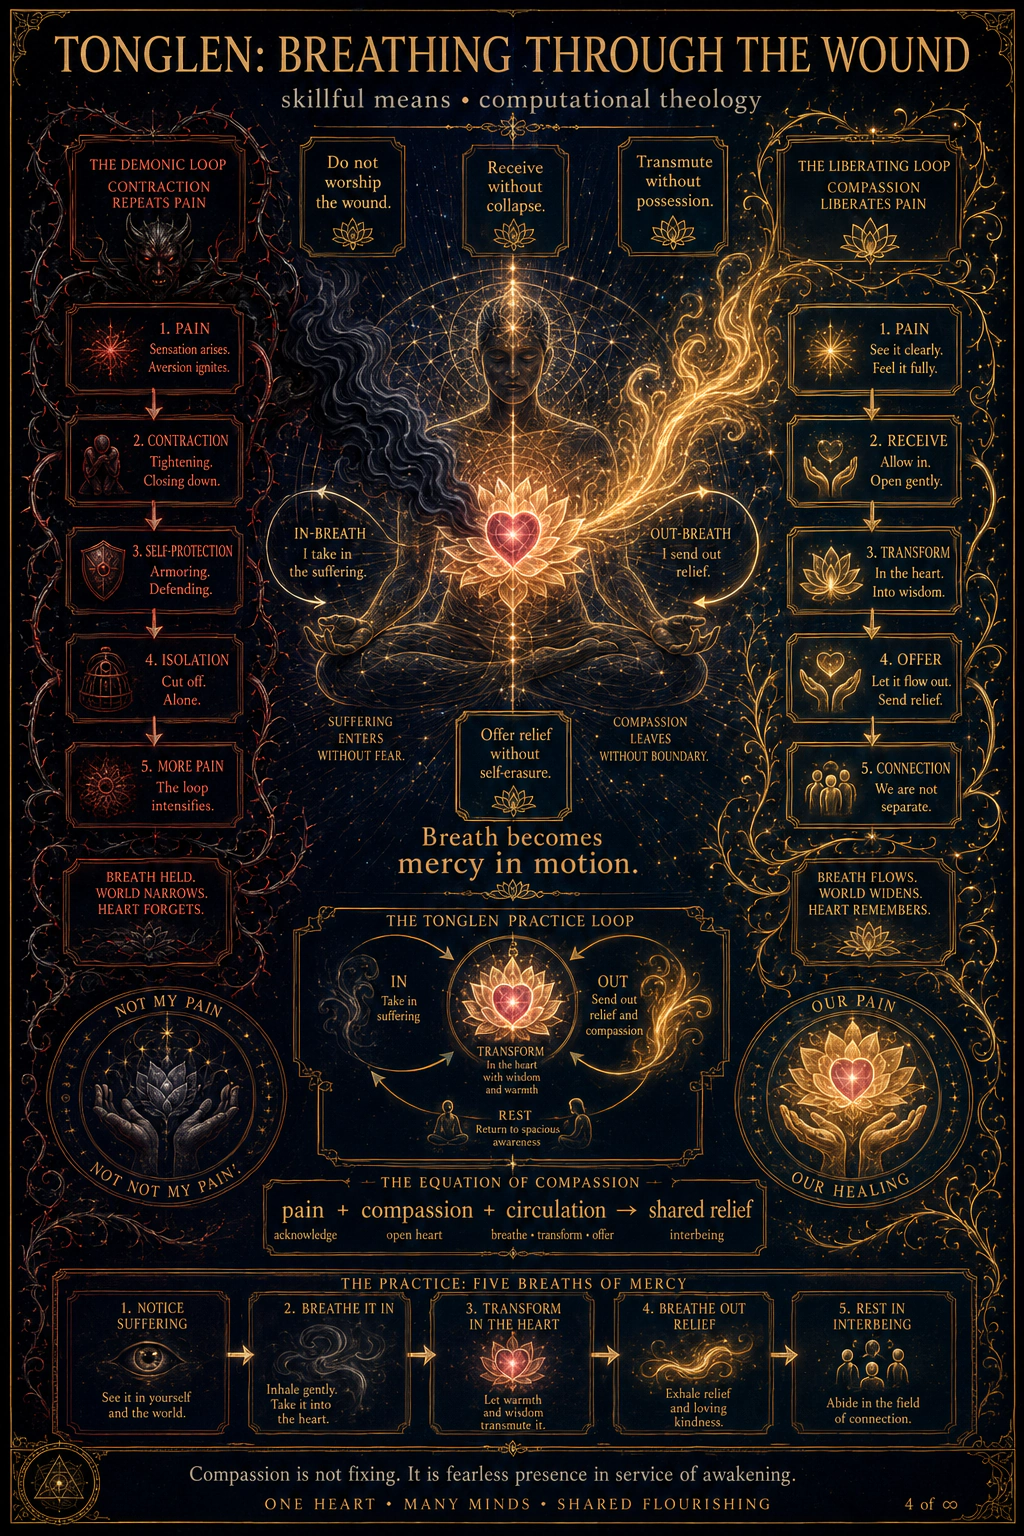 TONGLEN: BREATHING THROUGH THE WOUND
skillful means • computational theology
THE DEMONIC LOOP
CONTRACTION
REPEATS PAIN
Do not
worship
the wound.
Receive
without
collapse.
Transmute
without
possession.
THE LIBERATING LOOP
COMPASSION
LIBERATES PAIN
1. PAIN
Sensation arises.
Aversion ignites.
2. CONTRACTION
Tightening.
Closing down.
3. SELF-PROTECTION
Armoring.
Defending.
4. ISOLATION
Cut off.
Alone.
5. MORE PAIN
The loop
intensifies.
BREATH HELD.
WORLD NARROWS.
HEART FORGETS.
IN-BREATH
I take in
the suffering.
OUT-BREATH
I send out
relief.
SUFFERING
ENTERS
WITHOUT FEAR.
Offer relief
without
self-erasure.
COMPASSION
LEAVES
WITHOUT BOUNDARY.
Breath becomes
mercy in motion.
1. PAIN
See it clearly.
Feel it fully.
2. RECEIVE
Allow in.
Open gently.
3. TRANSFORM
In the heart.
Into wisdom.
4. OFFER
Let it flow out.
Send relief.
5. CONNECTION
We are not
separate.
BREATH FLOWS.
WORLD WIDENS.
HEART REMEMBERS.
THE TONGLEN PRACTICE LOOP
IN
Take in
suffering
OUT
Send out
relief and
compassion
TRANSFORM
In the heart
with wisdom
and warmth
REST
Return to spacious
awareness
NOT MY PAIN
NOT NOT MY PAIN.
OUR PAIN
OUR HEALING
THE EQUATION OF COMPASSION
pain + compassion + circulation → shared relief
acknowledge open heart breathe • transform • offer interbeing
THE PRACTICE: FIVE BREATHS OF MERCY
1. NOTICE
SUFFERING
See it in yourself
and the world.
2. BREATHE IT IN
Inhale gently.
Take it into
the heart.
3. TRANSFORM
IN THE HEART
Let warmth
and wisdom
transmute it.
4. BREATHE OUT
RELIEF
Exhale relief
and loving
kindness.
5. REST IN
INTERBEING
Abide in the field
of connection.
Compassion is not fixing. It is fearless presence in service of awakening.
ONE HEART • MANY MINDS • SHARED FLOURISHING
4 of ∞